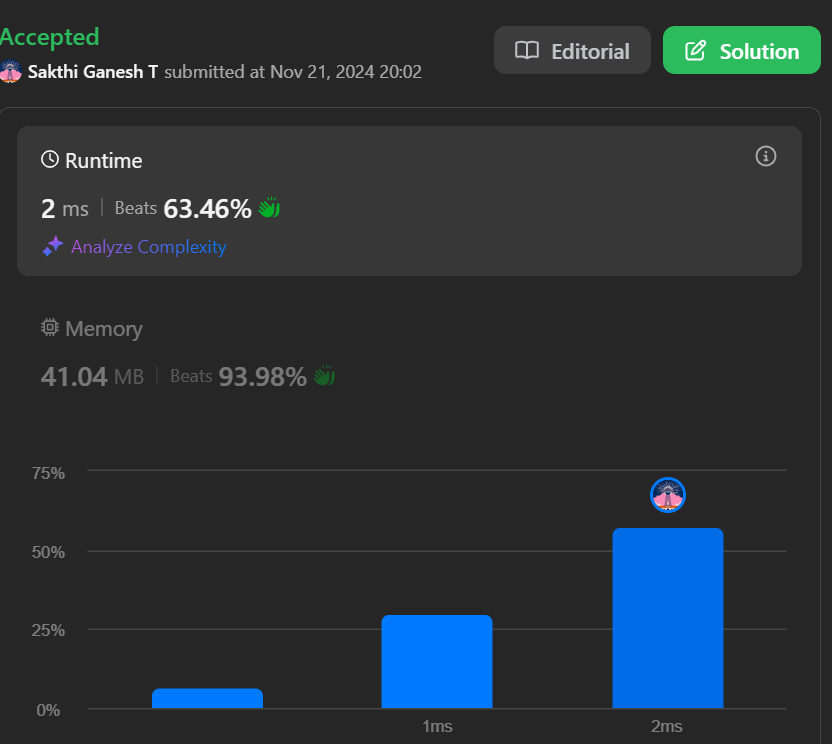 Accepted
Editorial
Solution
Sakthi Ganesh T submitted at Nov 21, 2024 20:02
Runtime
2 ms | Beats 63.46%
Analyze Complexity
Memory
41.04 MB | Beats 93.98%
75%
50%
25%
0%
1ms
2ms